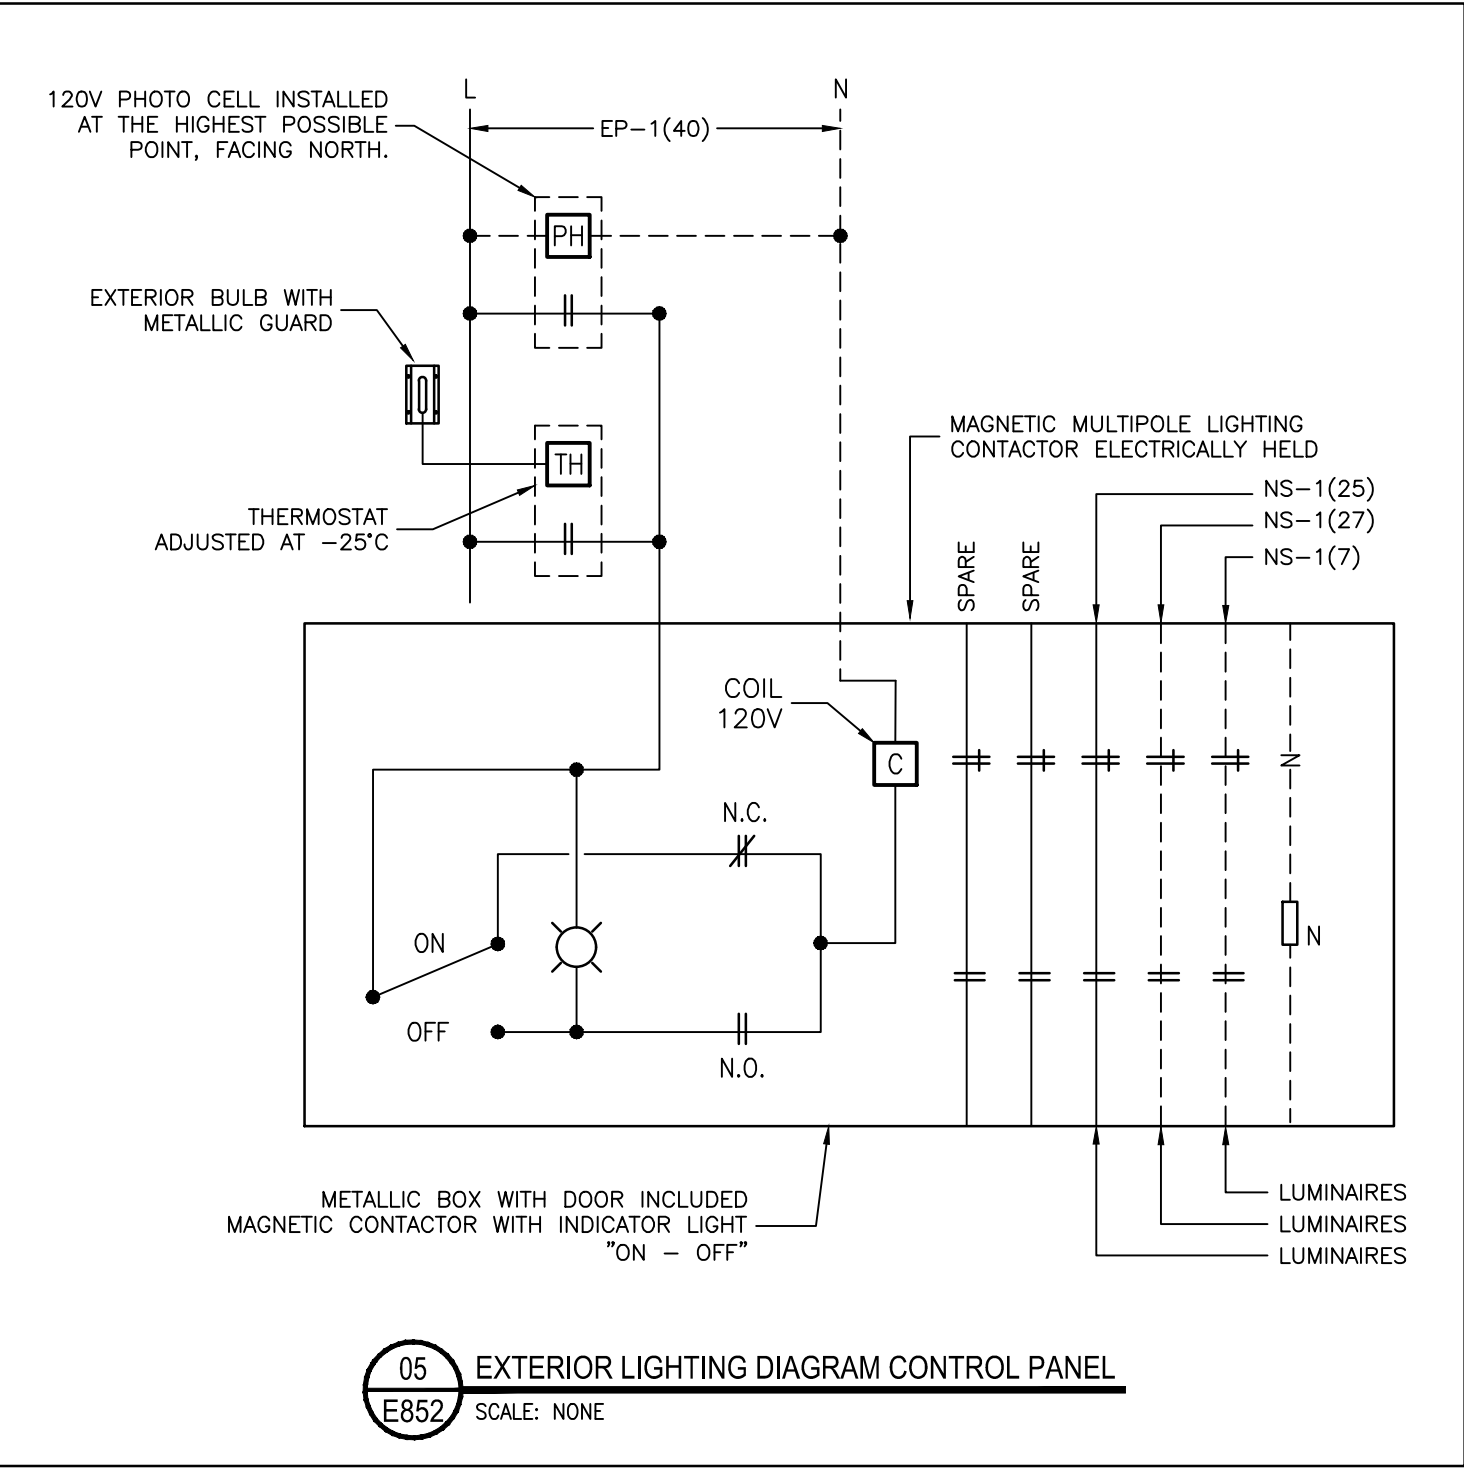 L
N
120V PHOTO CELL INSTALLED
AT THE HIGHEST POSSIBLE
POINT, FACING NORTH.
EP-1(40)
PH
EXTERIOR BULB WITH
METALLIC GUARD
TH
THERMOSTAT
ADJUSTED AT -25°C
MAGNETIC MULTIPOLE LIGHTING
CONTACTOR ELECTRICALLY HELD
NS-1(25)
NS-1(27)
NS-1(7)
SPARE
SPARE
COIL
120V
C
N
N.C.
ON
N
OFF
N.O.
METALLIC BOX WITH DOOR INCLUDED
MAGNETIC CONTACTOR WITH INDICATOR LIGHT
"ON - OFF"
LUMINAIRES
LUMINAIRES
LUMINAIRES
05
E852
EXTERIOR LIGHTING DIAGRAM CONTROL PANEL
SCALE: NONE